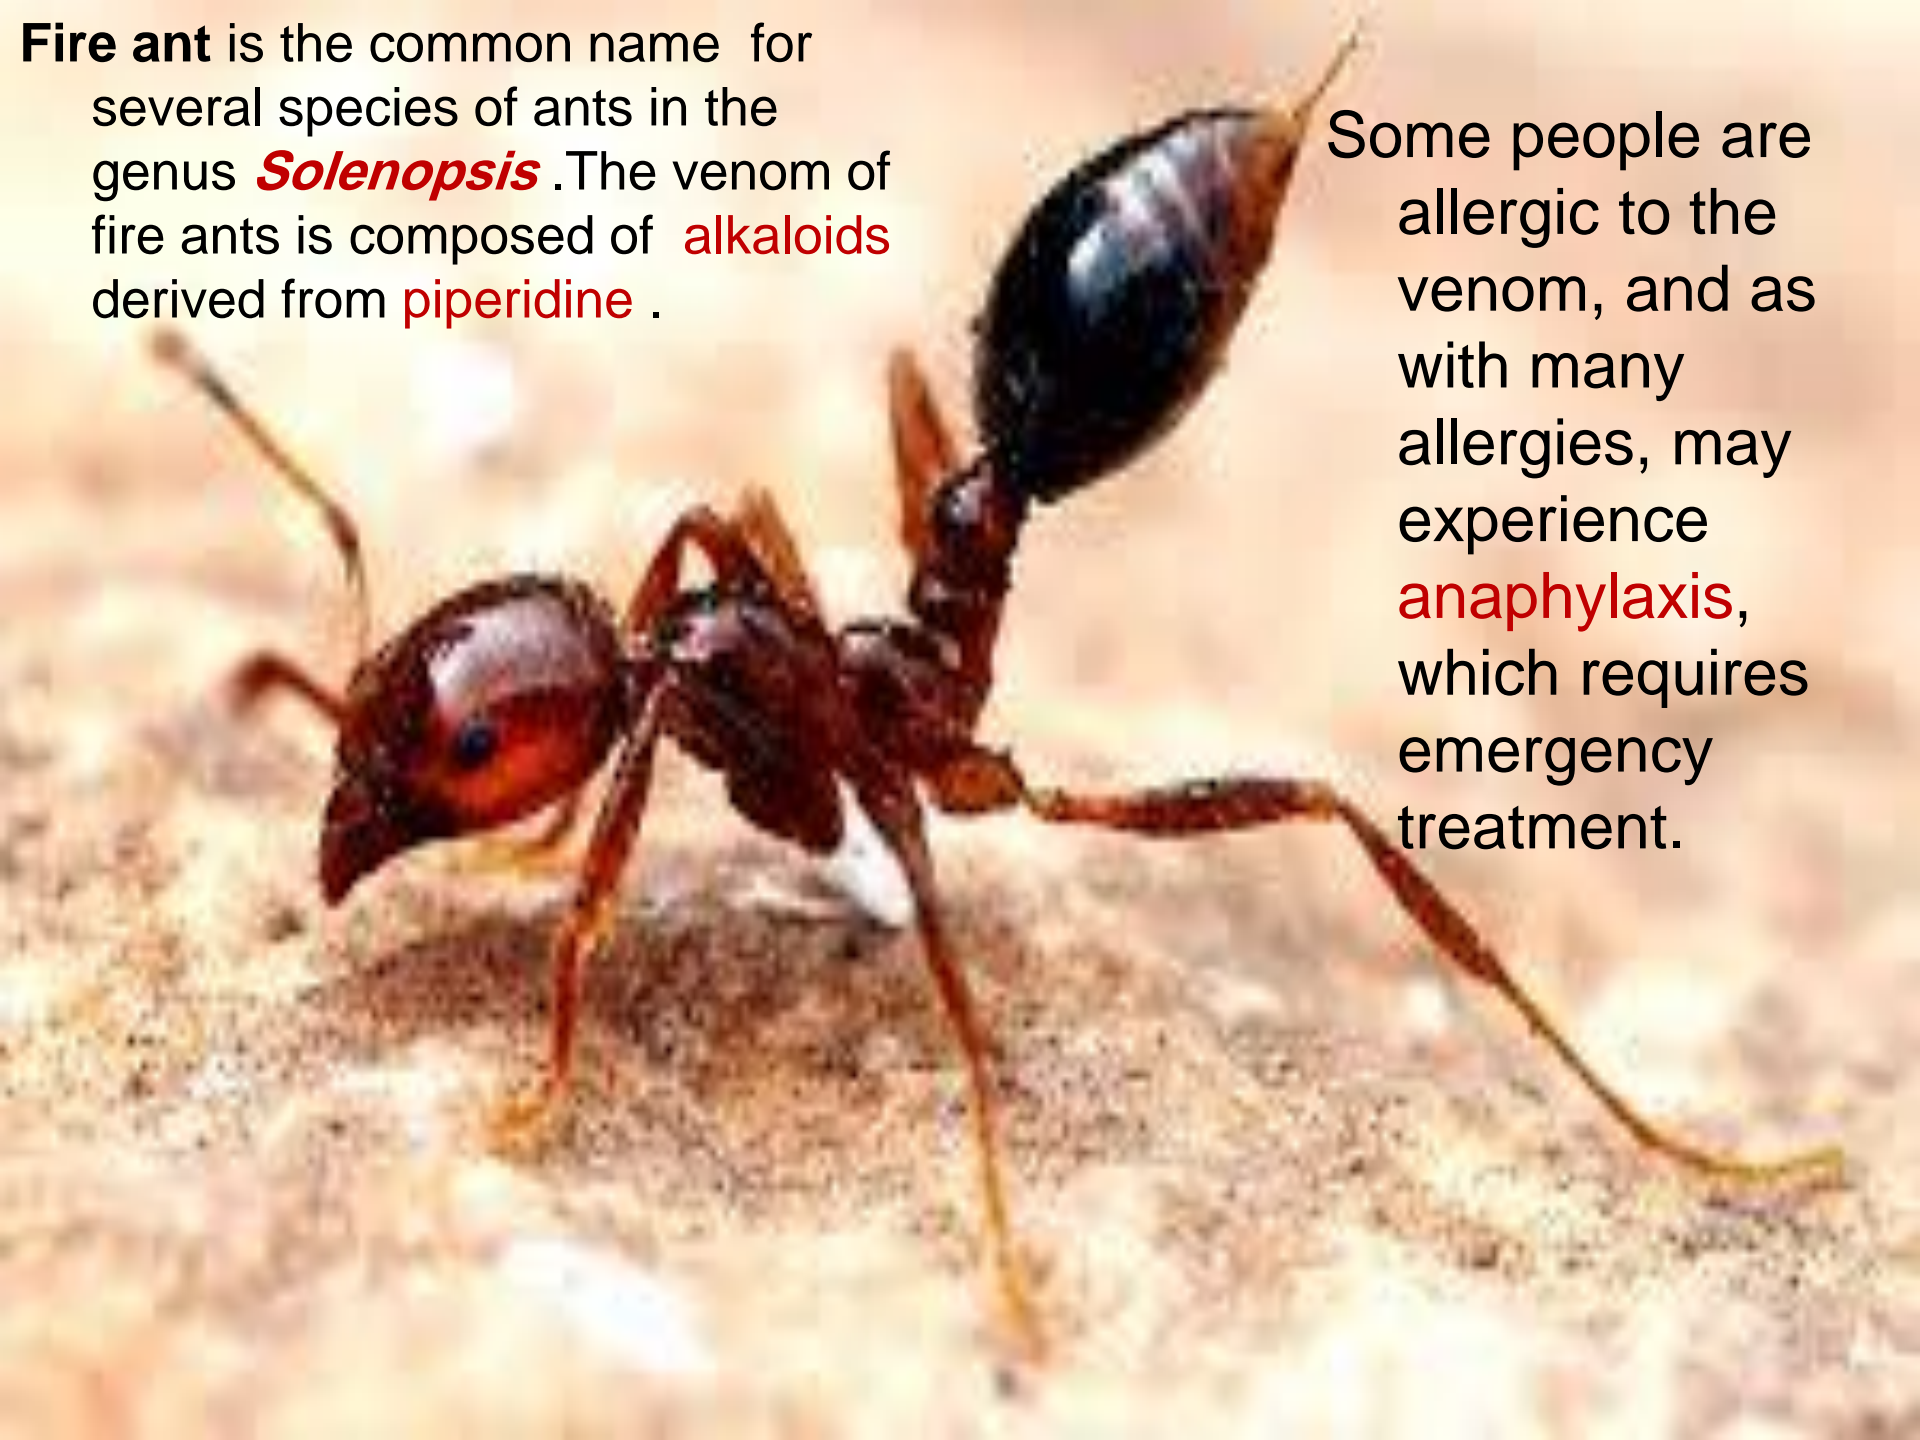 Fire ant is the common name  for
several species of ants in the
genus Solenopsis .The venom of
fire ants is composed of  alkaloids
derived from piperidine .
Some people are
allergic to the
venom, and as
with many
allergies, may
experience
anaphylaxis,
which requires
emergency
treatment.